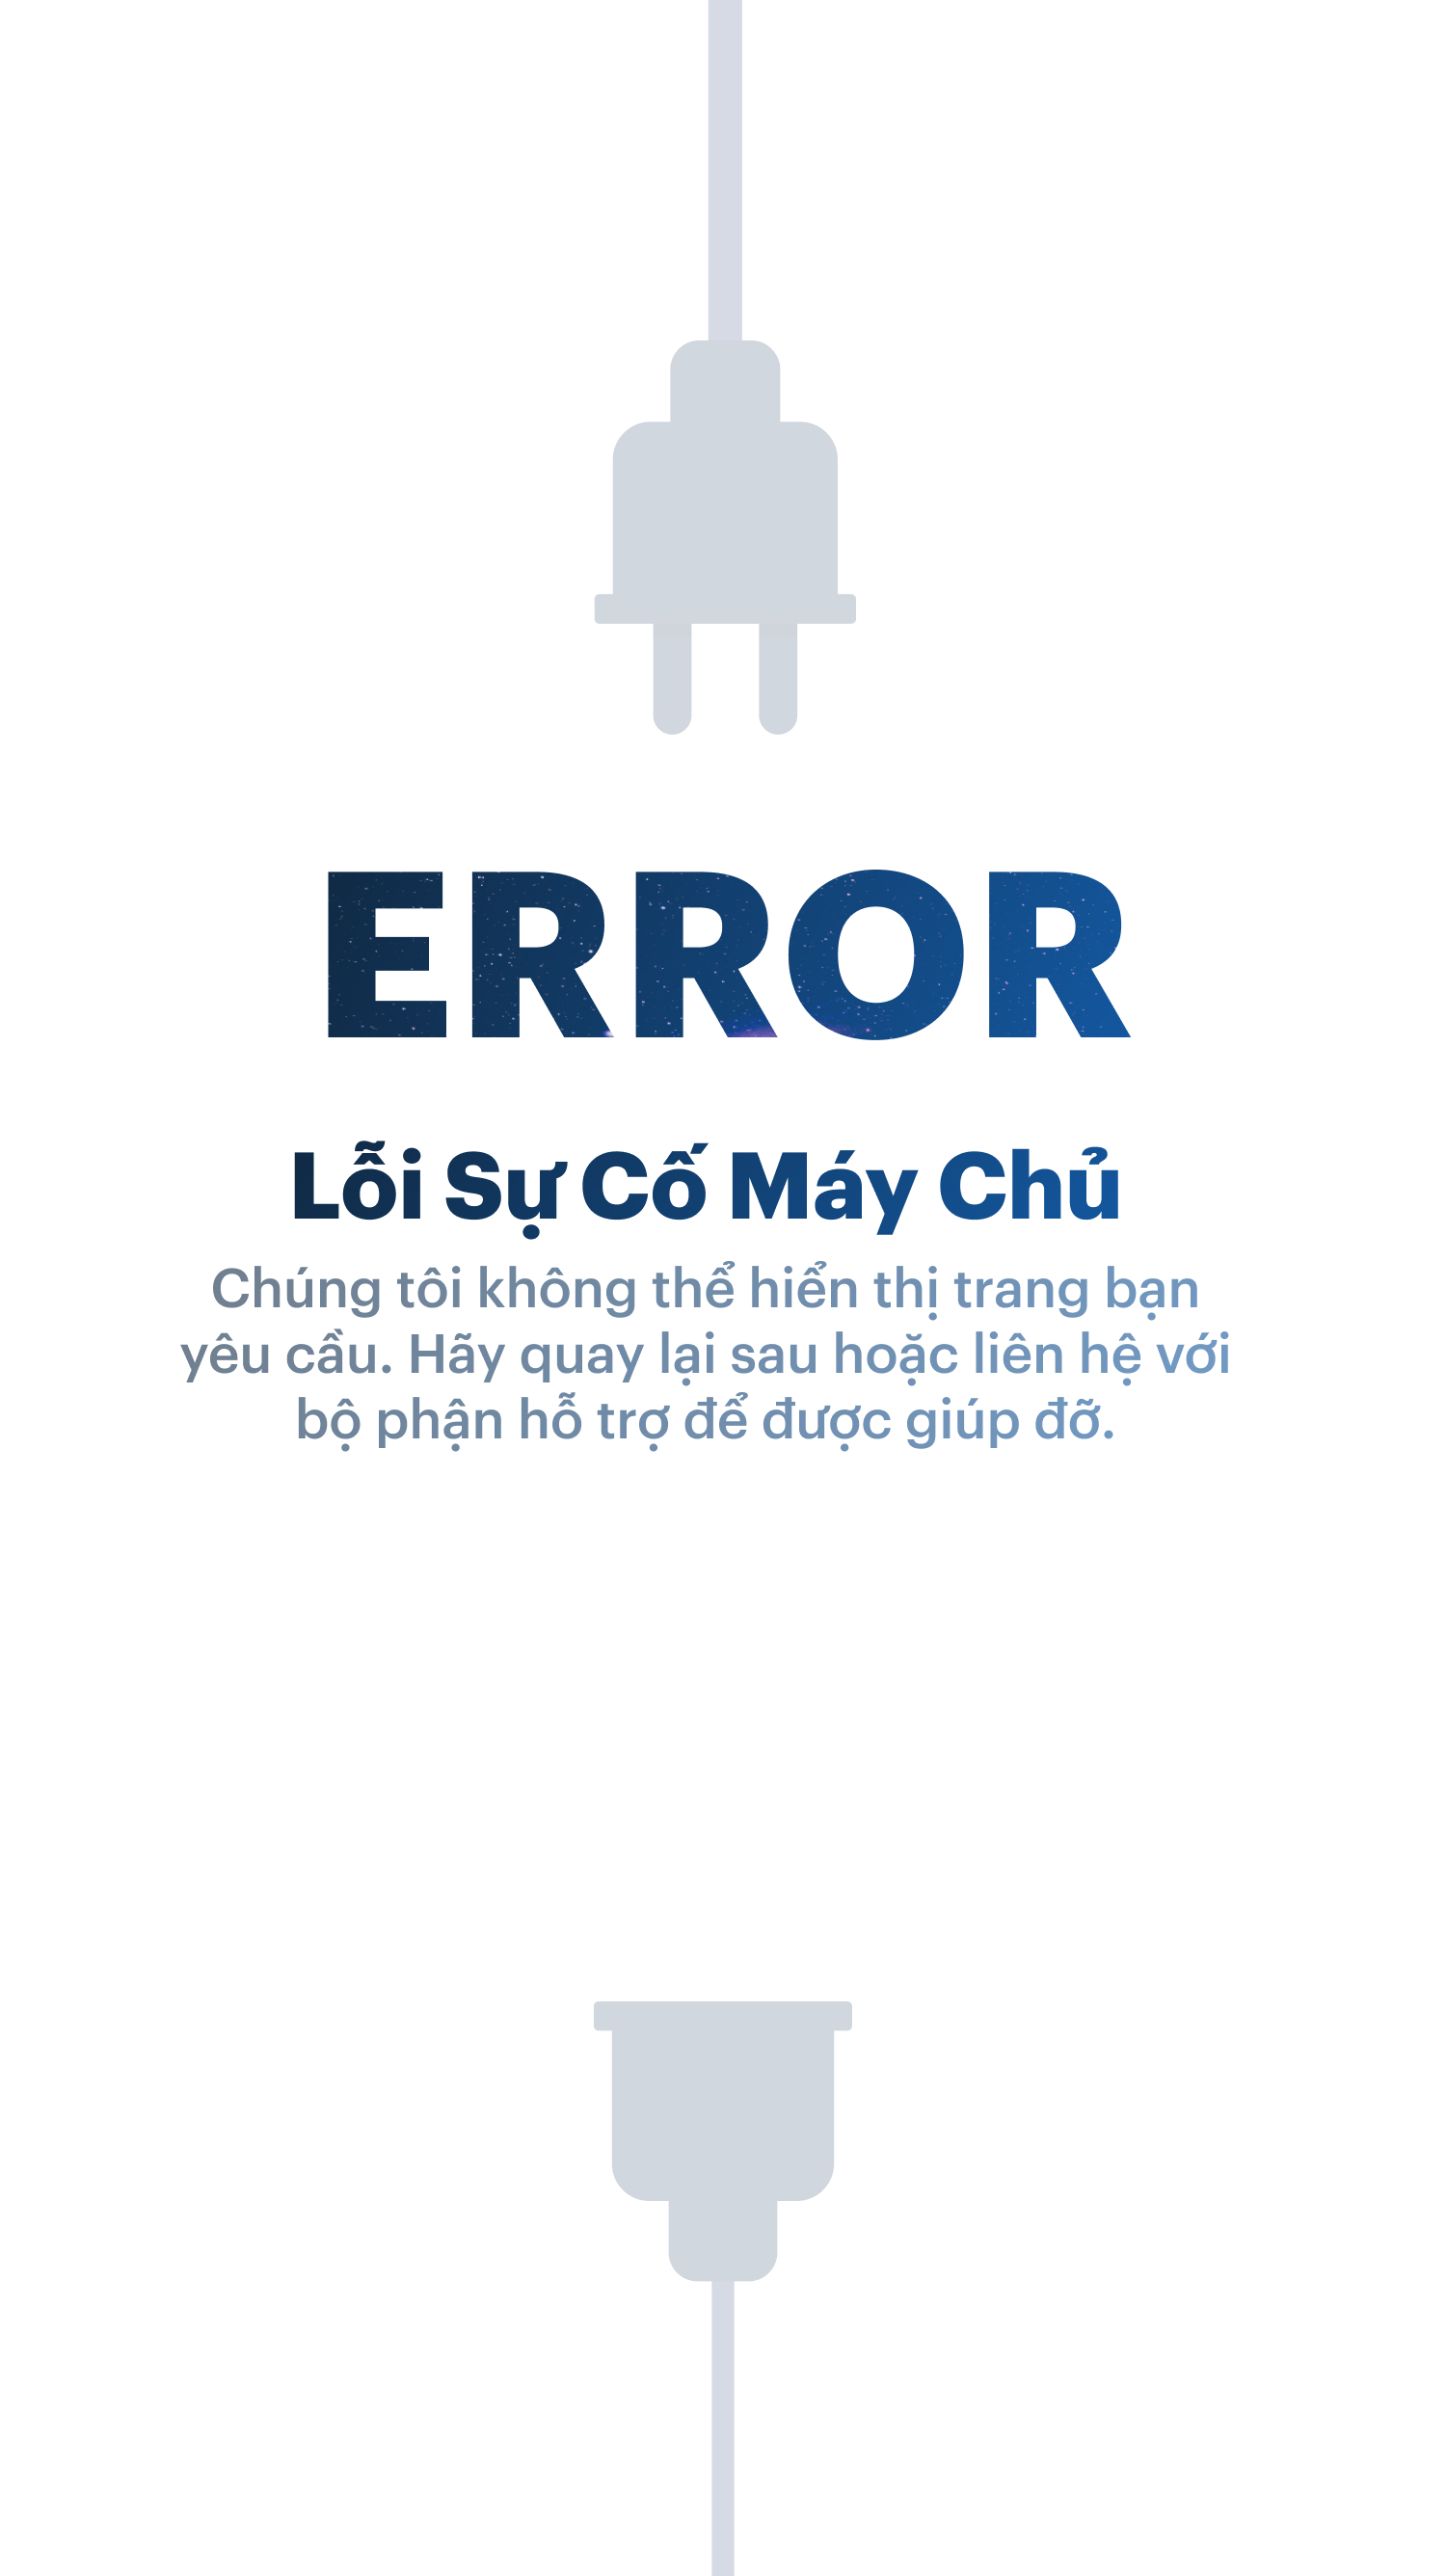 ERROR
Lỗi Sự Cố Máy Chủ
Chúng tôi không thể hiển thị trang bạn
yêu cầu. Hãy quay lại sau hoặc liên hệ với
bộ phận hỗ trợ để được giúp đỡ.